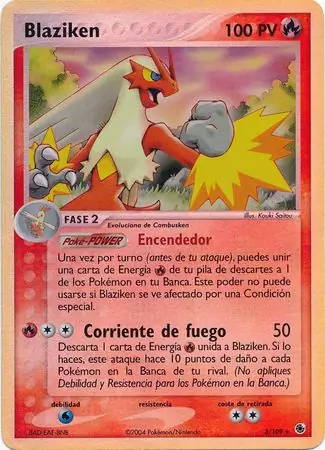 Blaziken 100 PV
Illus. Kouki Saitou
FASE 2
Evoluciona de Combusken
Poké-POWER Encendedor
Una vez por turno (antes de tu ataque), puedes unir
una carta de Energía de tu pila de descartes a 1
de los Pokémon en tu Banca. Este poder no puede
usarse si Blaziken se ve afectado por una Condición
especial.
Corriente de fuego 50
Descarta 1 carta de Energía unida a Blaziken. Si lo
haces, este ataque hace 10 puntos de daño a cada
Pokémon en la Banca de tu rival. (No apliques
Debilidad y Resistencia para los Pokémon en la Banca.)
debilidad resistencia coste de retirada
©2004 Pokémon/Nintendo 3/109 ★